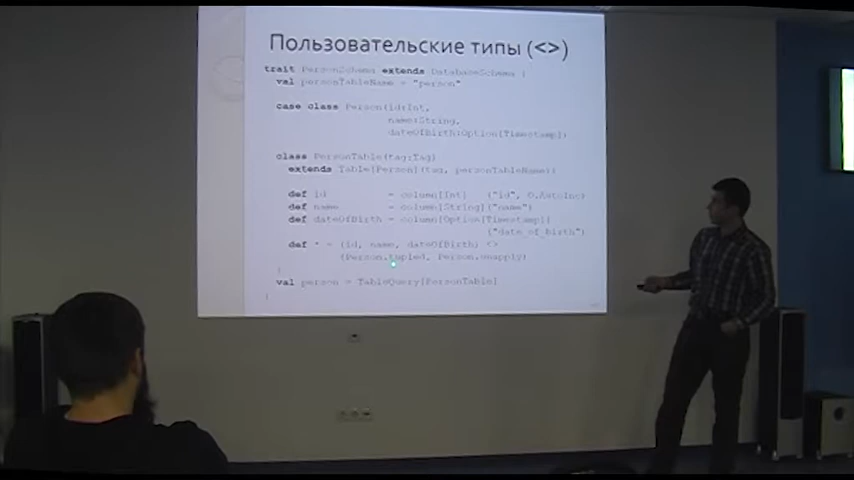 Пользовательские типы (<>)
trait PersonSchema extends DatabaseSchema {
val personTableName = "person"
case class Person(id:Int,
name:String,
dateOfBirth:Option[Timestamp])
class PersonTable(tag:Tag)
extends Table[Person](tag, personTableName){
def id = column[Int] ("id", O.AutoInc)
def name = column[String]("name")
def dateOfBirth = column[Option[Timestamp]]
("date_of_birth")
def * = (id, name, dateOfBirth) <>
(Person.tupled, Person.unapply)
}
val person = TableQuery[PersonTable]
}